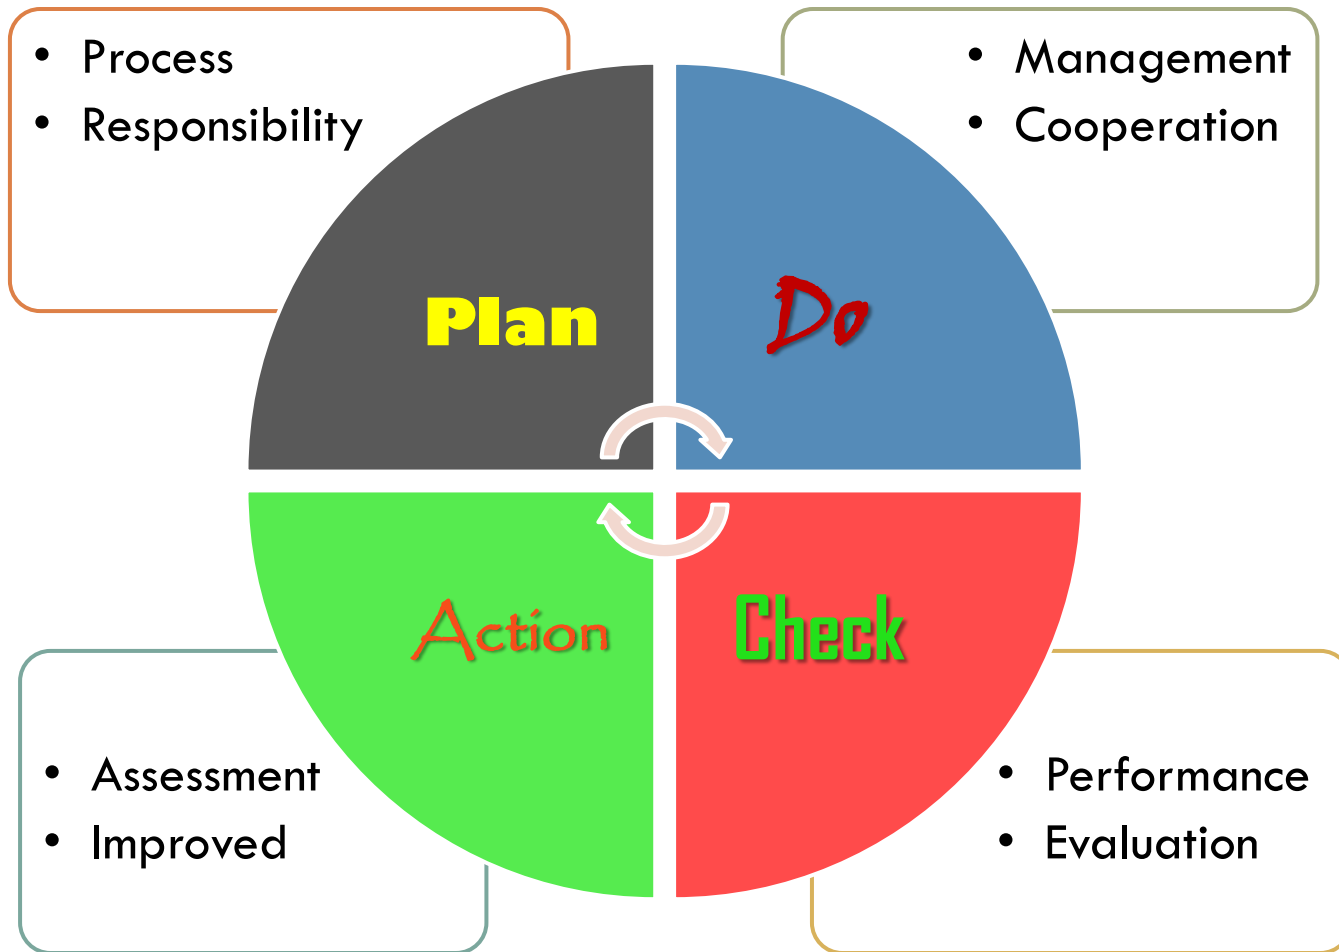 • Process
• Responsibility
• Management
• Cooperation
Plan
Do
Action
Check
• Assessment
• Improved
• Performance
• Evaluation